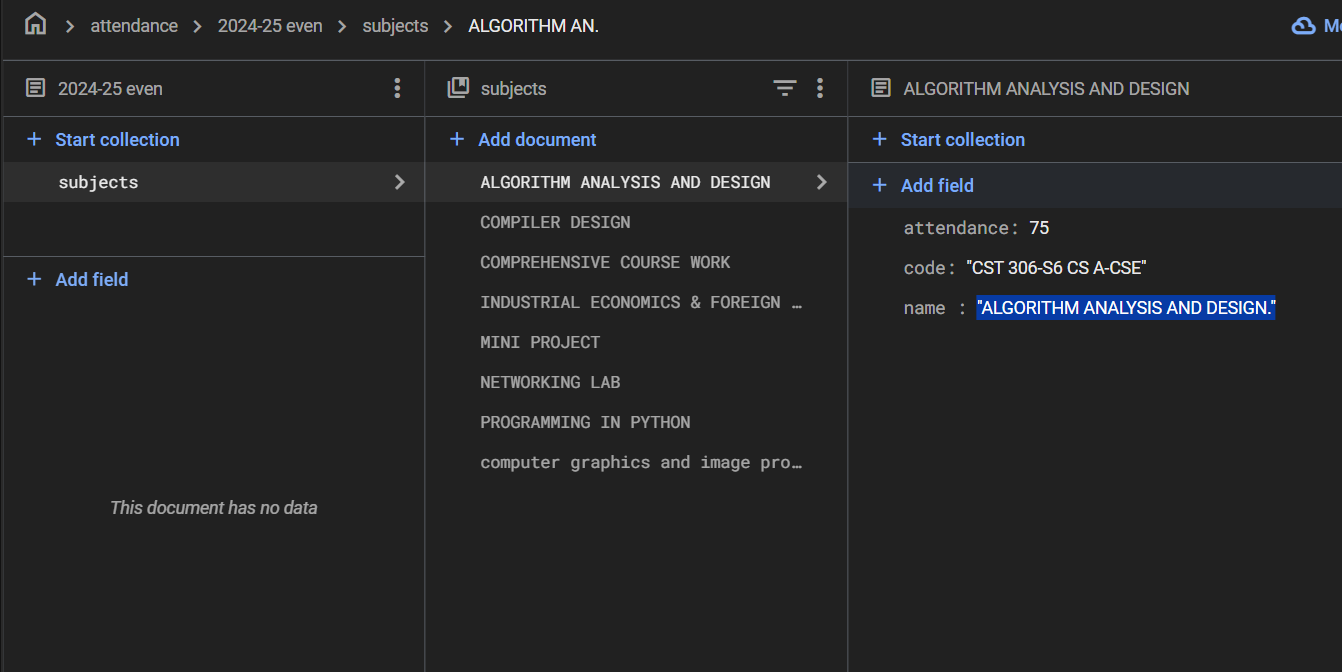 attendance > 2024-25 even > subjects > ALGORITHM AN.
2024-25 even
+ Start collection
subjects
+ Add field
This document has no data
subjects
+ Add document
ALGORITHM ANALYSIS AND DESIGN
COMPILER DESIGN
COMPREHENSIVE COURSE WORK
INDUSTRIAL ECONOMICS & FOREIGN …
MINI PROJECT
NETWORKING LAB
PROGRAMMING IN PYTHON
computer graphics and image pro…
ALGORITHM ANALYSIS AND DESIGN
+ Start collection
+ Add field
attendance: 75
code: "CST 306-S6 CS A-CSE"
name : "ALGORITHM ANALYSIS AND DESIGN."